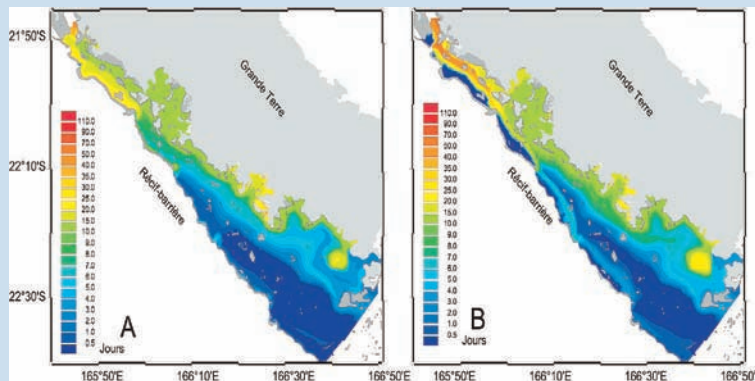 21°50'S
22°10'S
22°30'S
Grande Terre
Récif-barrière
110.0
90.0
70.0
50.0
40.0
35.0
30.0
25.0
20.0
15.0
10.0
9.0
8.0
7.0
6.0
5.0
4.0
3.0
2.0
1.0
0.5
Jours
A
165°50'E
166°10'E
166°30'E
166°50'E
Grande Terre
Récif-barrière
110.0
90.0
70.0
50.0
40.0
35.0
30.0
25.0
20.0
15.0
10.0
9.0
8.0
7.0
6.0
5.0
4.0
3.0
2.0
1.0
0.5
Jours
B
165°50'E
166°10'E
166°30'E
166°50'E